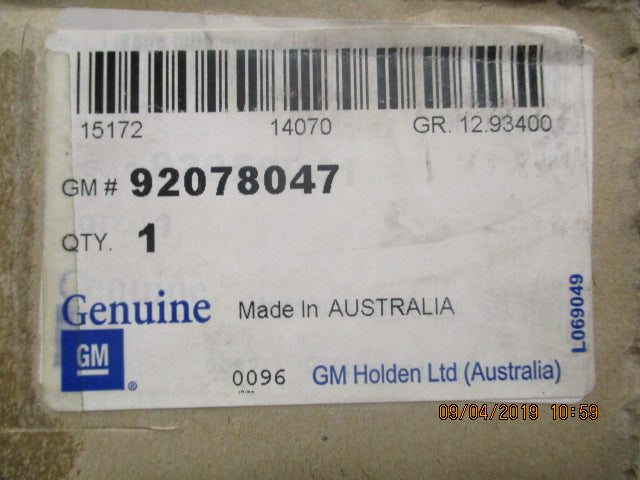 15172 14070 GR. 12.93400
GM # 92078047
QTY. 1
Genuine Made In AUSTRALIA
GM ®
0096 GM Holden Ltd (Australia)
L069049
09/04/2019 10:59